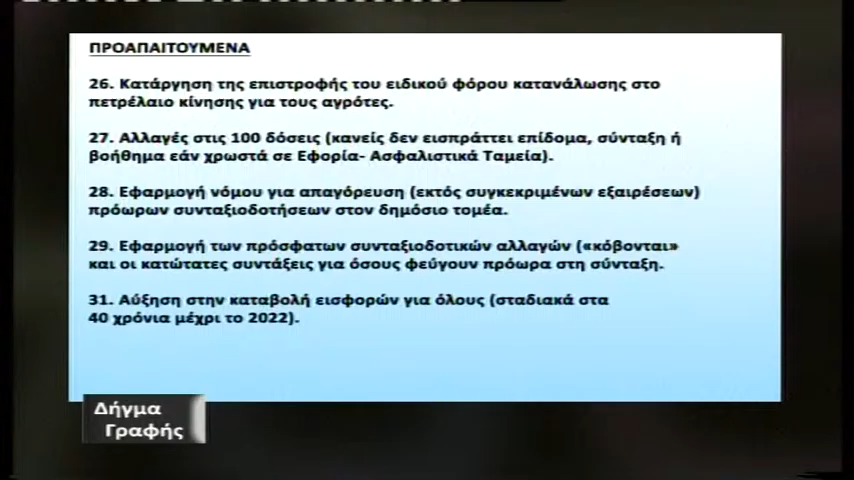 ΠΡΟΑΠΑΙΤΟΥΜΕΝΑ
26. Κατάργηση της επιστροφής του ειδικού φόρου κατανάλωσης στο
πετρέλαιο κίνησης για τους αγρότες.
27. Αλλαγές στις 100 δόσεις (κανείς δεν εισπράττει επίδομα, σύνταξη ή
βοήθημα εάν χρωστά σε Εφορία- Ασφαλιστικά Ταμεία).
28. Εφαρμογή νόμου για απαγόρευση (εκτός συγκεκριμένων εξαιρέσεων)
πρόωρων συνταξιοδοτήσεων στον δημόσιο τομέα.
29. Εφαρμογή των πρόσφατων συνταξιοδοτικών αλλαγών («κόβονται»
και οι κατώτατες συντάξεις για όσους φεύγουν πρόωρα στη σύνταξη.
31. Αύξηση στην καταβολή εισφορών για όλους (σταδιακά στα
40 χρόνια μέχρι το 2022).
Δήγμα
Γραφής